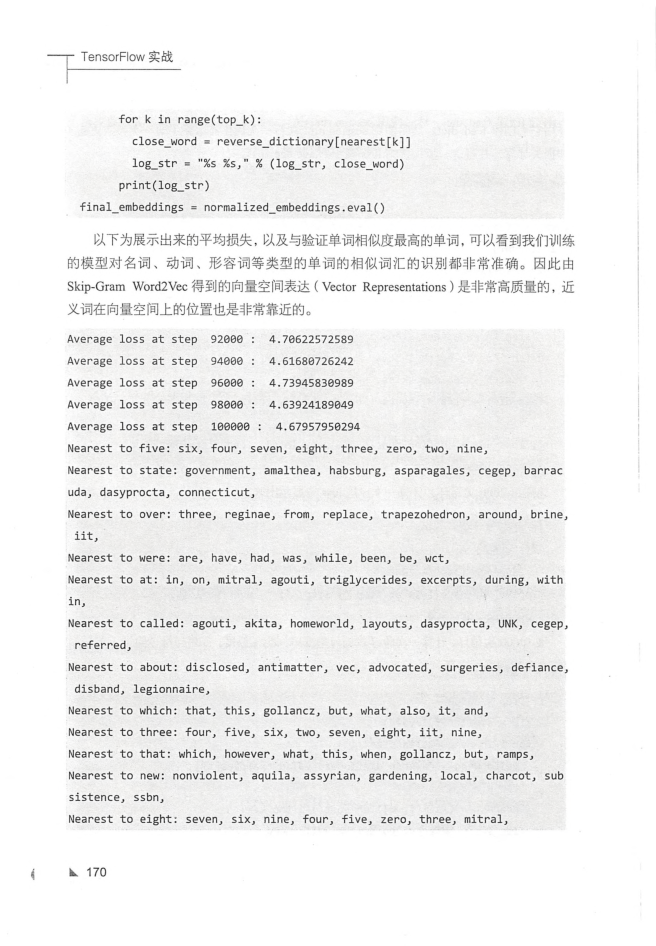 TensorFlow 实战
for k in range(top_k):
close_word = reverse_dictionary[nearest[k]]
log_str = "%s %s," % (log_str, close_word)
print(log_str)
final_embeddings = normalized_embeddings.eval()
以下为展示出来的平均损失，以及与验证单词相似度最高的单词，可以看到我们训练
的模型对名词、动词、形容词等类型的单词的相似词汇的识别都非常准确。因此由
Skip-Gram Word2Vec 得到的向量空间表达（Vector Representations）是非常高质量的，近
义词在向量空间上的位置也是非常靠近的。
Average loss at step 92000 : 4.70622572589
Average loss at step 94000 : 4.61680726242
Average loss at step 96000 : 4.73945830989
Average loss at step 98000 : 4.63924189049
Average loss at step 100000 : 4.67957950294
Nearest to five: six, four, seven, eight, three, zero, two, nine,
Nearest to state: government, amalthea, habsburg, asparagales, cegep, barrac
uda, dasyprocta, connecticut,
Nearest to over: three, reginae, from, replace, trapezohedron, around, brine,
iit,
Nearest to were: are, have, had, was, while, been, be, wct,
Nearest to at: in, on, mitral, agouti, triglycerides, excerpts, during, with
in,
Nearest to called: agouti, akita, homeworld, layouts, dasyprocta, UNK, cegep,
referred,
Nearest to about: disclosed, antimatter, vec, advocated, surgeries, defiance,
disband, legionnaire,
Nearest to which: that, this, gollancz, but, what, also, it, and,
Nearest to three: four, five, six, two, seven, eight, iit, nine,
Nearest to that: which, however, what, this, when, gollancz, but, ramps,
Nearest to new: nonviolent, aquila, assyrian, gardening, local, charcot, sub
sistence, ssbn,
Nearest to eight: seven, six, nine, four, five, zero, three, mitral,
170